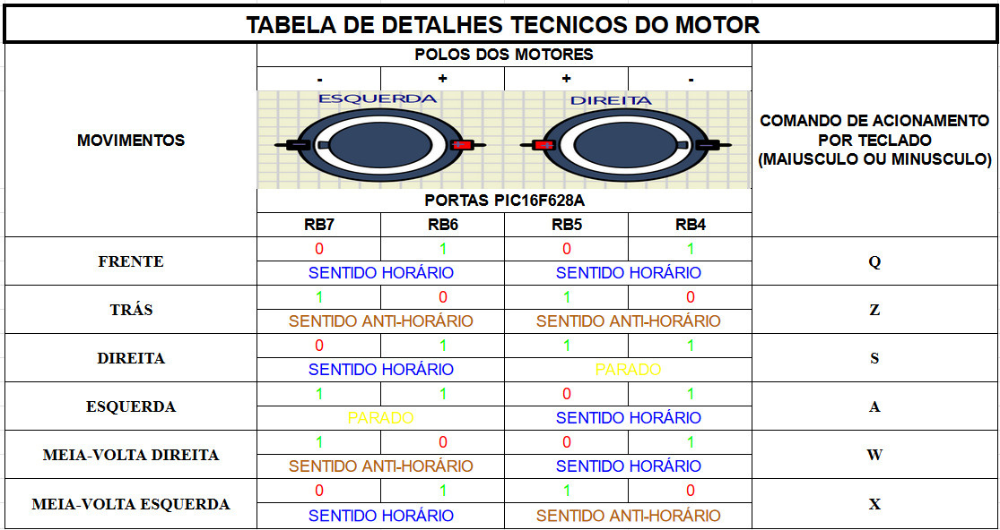 TABELA DE DETALHES TECNICOS DO MOTOR
MOVIMENTOS
POLOS DOS MOTORES
- + + -
ESQUERDA DIREITA
PORTAS PIC16F628A
RB7 RB6 RB5 RB4
COMANDO DE ACIONAMENTO
POR TECLADO
(MAIUSCULO OU MINUSCULO)
FRENTE
0 1 0 1
SENTIDO HORÁRIO SENTIDO HORÁRIO
Q
TRÁS
1 0 1 0
SENTIDO ANTI-HORÁRIO SENTIDO ANTI-HORÁRIO
Z
DIREITA
0 1 1 1
SENTIDO HORÁRIO PARADO
S
ESQUERDA
1 1 0 1
PARADO SENTIDO HORÁRIO
A
MEIA-VOLTA DIREITA
1 0 0 1
SENTIDO ANTI-HORÁRIO SENTIDO HORÁRIO
W
MEIA-VOLTA ESQUERDA
0 1 1 0
SENTIDO HORÁRIO SENTIDO ANTI-HORÁRIO
X